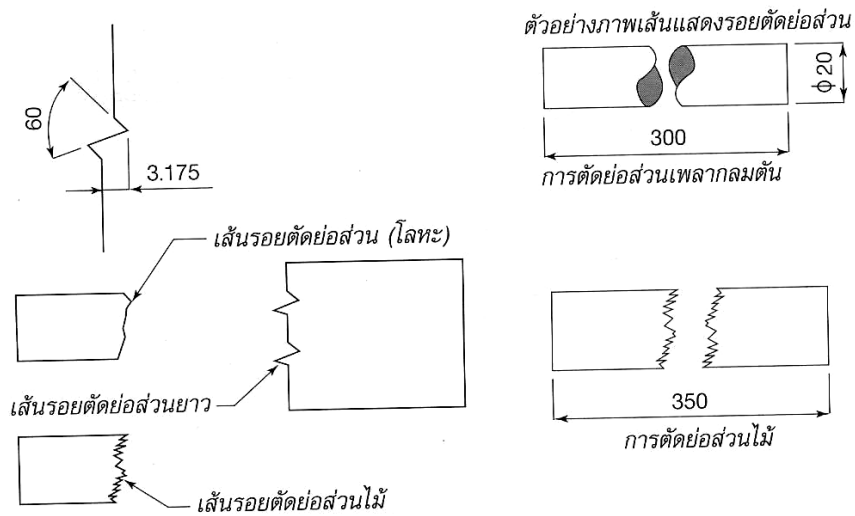 ตัวอย่างภาพเส้นแสดงรอยตัดย่อส่วน
60
3.175
ϕ20
300
การตัดย่อส่วนเพลากลมตัน
เส้นรอยตัดย่อส่วน (โลหะ)
เส้นรอยตัดย่อส่วนยาว
350
การตัดย่อส่วนไม้
เส้นรอยตัดย่อส่วนไม้